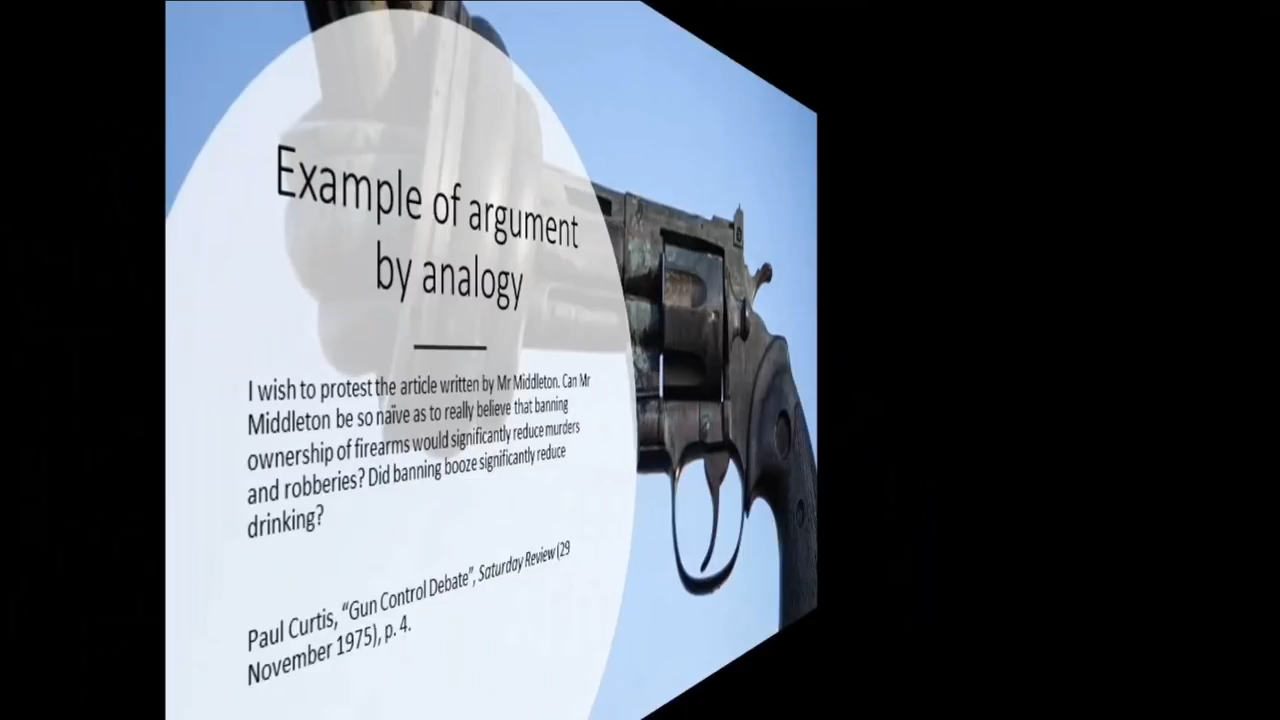 Example of argument
by analogy
I wish to protest the article written by Mr Middleton. Can Mr
Middleton be so naïve as to really believe that banning
ownership of firearms would significantly reduce murders
and robberies? Did banning booze significantly reduce
drinking?
Paul Curtis, “Gun Control Debate”, Saturday Review (29
November 1975), p. 4.